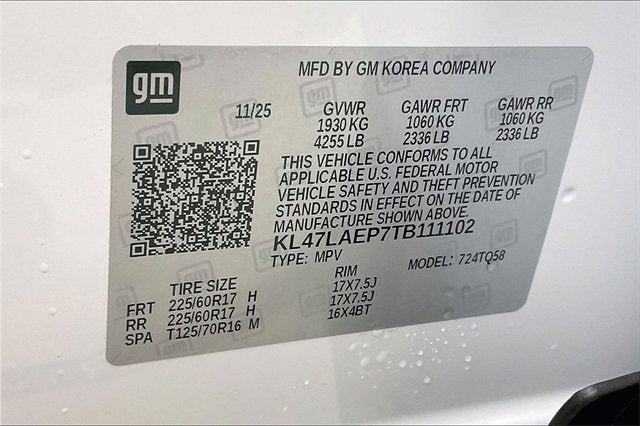 gm
MFD BY GM KOREA COMPANY
11/25 GVWR GAWR FRT GAWR RR
1930 KG 1060 KG 1060 KG
4255 LB 2336 LB 2336 LB
THIS VEHICLE CONFORMS TO ALL
APPLICABLE U.S. FEDERAL MOTOR
VEHICLE SAFETY AND THEFT PREVENTION
STANDARDS IN EFFECT ON THE DATE OF
MANUFACTURE SHOWN ABOVE.
KL47LAEP7TB111102
TYPE: MPV MODEL: 724TQ58
TIRE SIZE RIM
FRT 225/60R17 H 17X7.5J
RR 225/60R17 H 17X7.5J
SPA T125/70R16 M 16X4BT